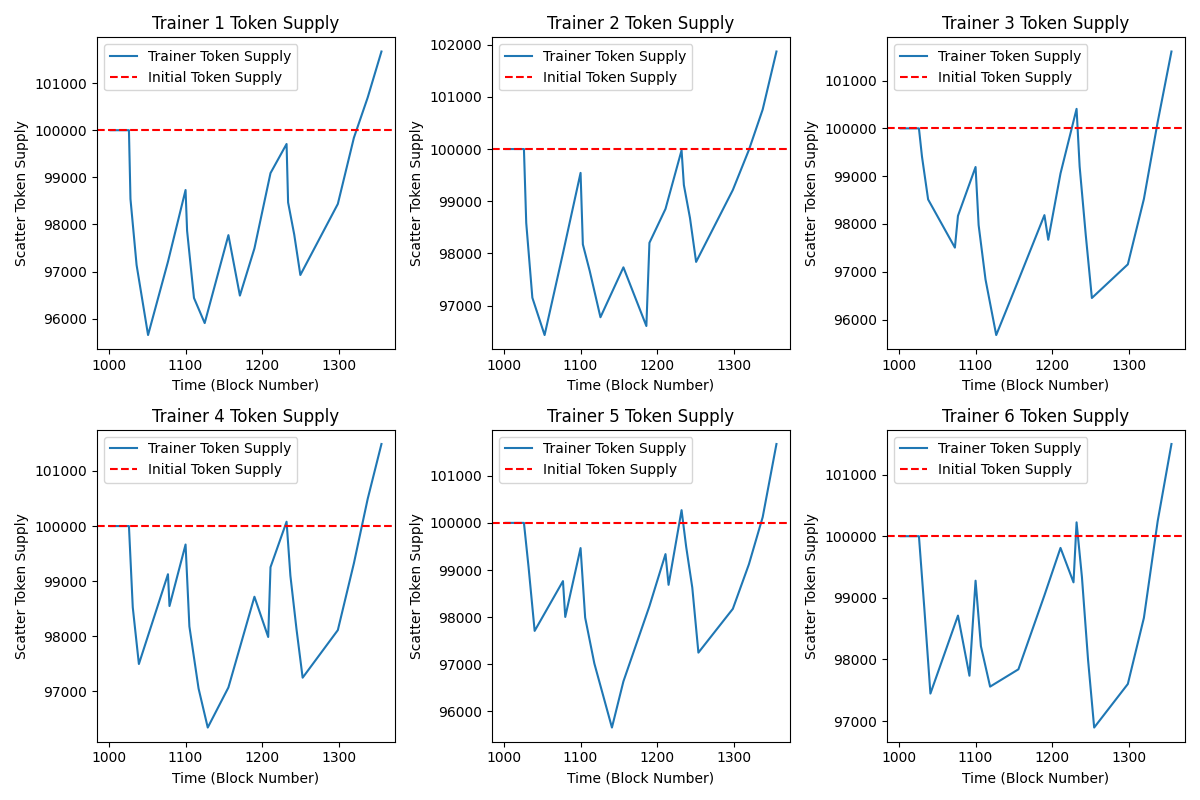 Trainer 1 Token Supply
Trainer Token Supply
Initial Token Supply
Scatter Token Supply
101000
100000
99000
98000
97000
96000
1000
1100
1200
1300
Time (Block Number)
Trainer 2 Token Supply
Trainer Token Supply
Initial Token Supply
Scatter Token Supply
102000
101000
100000
99000
98000
97000
1000
1100
1200
1300
Time (Block Number)
Trainer 3 Token Supply
Trainer Token Supply
Initial Token Supply
Scatter Token Supply
101000
100000
99000
98000
97000
96000
1000
1100
1200
1300
Time (Block Number)
Trainer 4 Token Supply
Trainer Token Supply
Initial Token Supply
Scatter Token Supply
101000
100000
99000
98000
97000
1000
1100
1200
1300
Time (Block Number)
Trainer 5 Token Supply
Trainer Token Supply
Initial Token Supply
Scatter Token Supply
101000
100000
99000
98000
97000
96000
1000
1100
1200
1300
Time (Block Number)
Trainer 6 Token Supply
Trainer Token Supply
Initial Token Supply
Scatter Token Supply
101000
100000
99000
98000
97000
1000
1100
1200
1300
Time (Block Number)